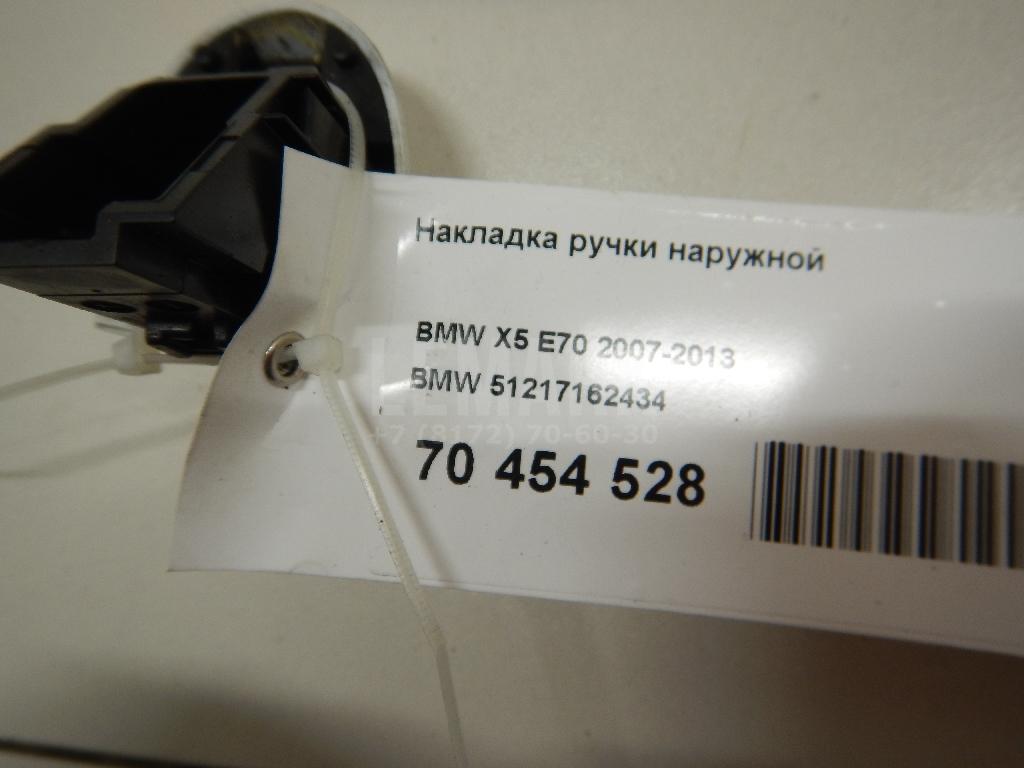 Накладка ручки наружной
BMW X5 E70 2007-2013
BMW 51217162434
+7 (8172) 70-60-30
70 454 528